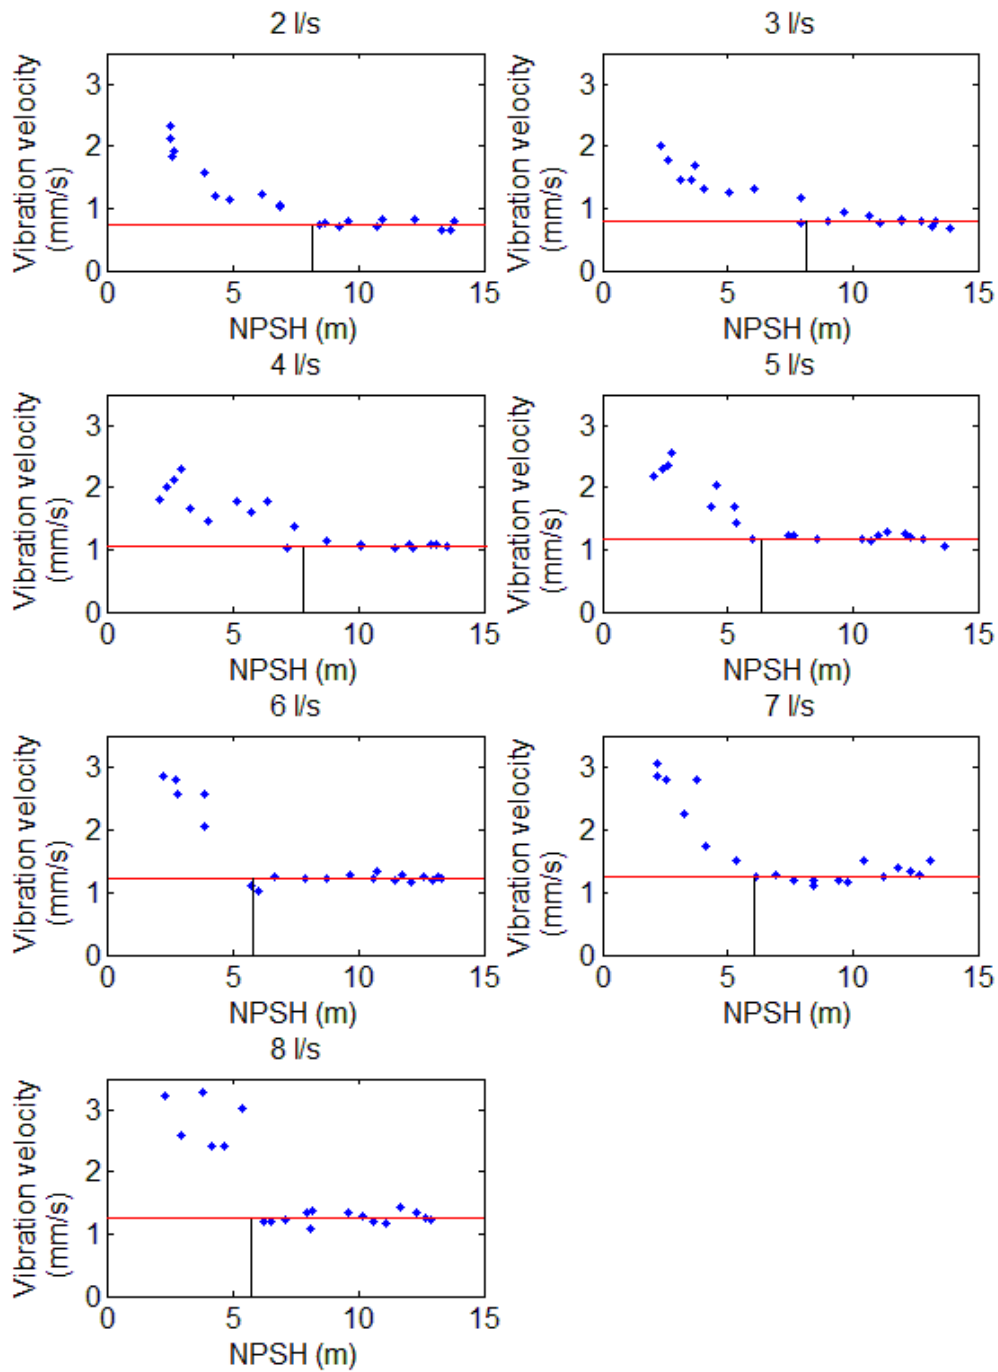 2 l/s
Vibration velocity
(mm/s)
3
2
1
0
0 5 10 15
NPSH (m)
3 l/s
Vibration velocity
(mm/s)
3
2
1
0
0 5 10 15
NPSH (m)
4 l/s
Vibration velocity
(mm/s)
3
2
1
0
0 5 10 15
NPSH (m)
5 l/s
Vibration velocity
(mm/s)
3
2
1
0
0 5 10 15
NPSH (m)
6 l/s
Vibration velocity
(mm/s)
3
2
1
0
0 5 10 15
NPSH (m)
7 l/s
Vibration velocity
(mm/s)
3
2
1
0
0 5 10 15
NPSH (m)
8 l/s
Vibration velocity
(mm/s)
3
2
1
0
0 5 10 15
NPSH (m)